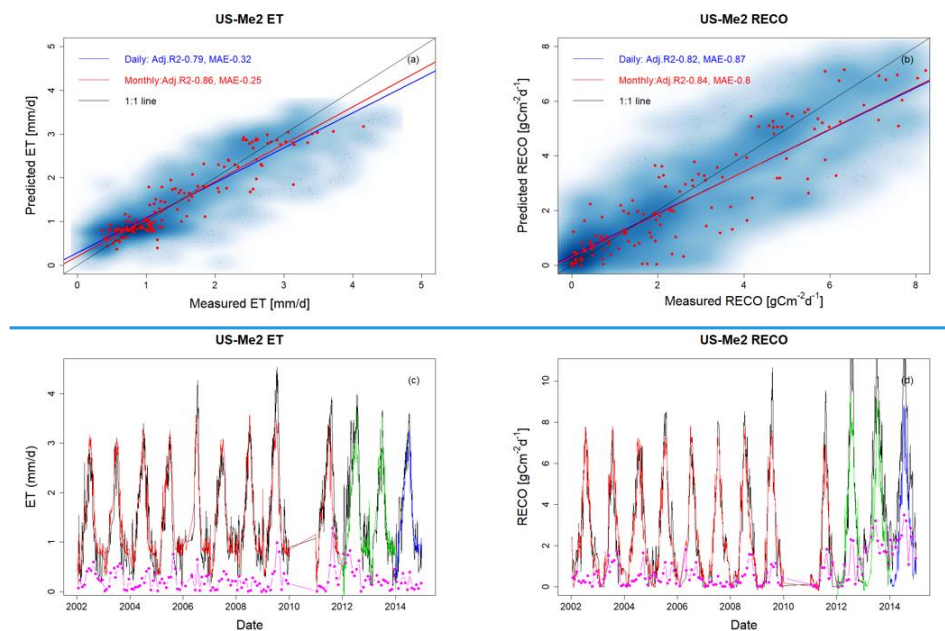 US-Me2 ET
Daily: Adj.R2-0.79, MAE-0.32
Monthly:Adj.R2-0.86, MAE-0.25
1:1 line
(a)
Predicted ET [mm/d]
5
4
3
2
1
0
0 1 2 3 4 5
Measured ET [mm/d]
US-Me2 RECO
Daily: Adj.R2-0.82, MAE-0.87
Monthly:Adj.R2-0.84, MAE-0.8
1:1 line
(b)
Predicted RECO [gCm⁻²d⁻¹]
8
6
4
2
0
0 2 4 6 8
Measured RECO [gCm⁻²d⁻¹]
US-Me2 ET
(c)
ET (mm/d)
4
3
2
1
0
2002 2004 2006 2008 2010 2012 2014
Date
US-Me2 RECO
(d)
RECO [gCm⁻²d⁻¹]
10
8
6
4
2
0
2002 2004 2006 2008 2010 2012 2014
Date